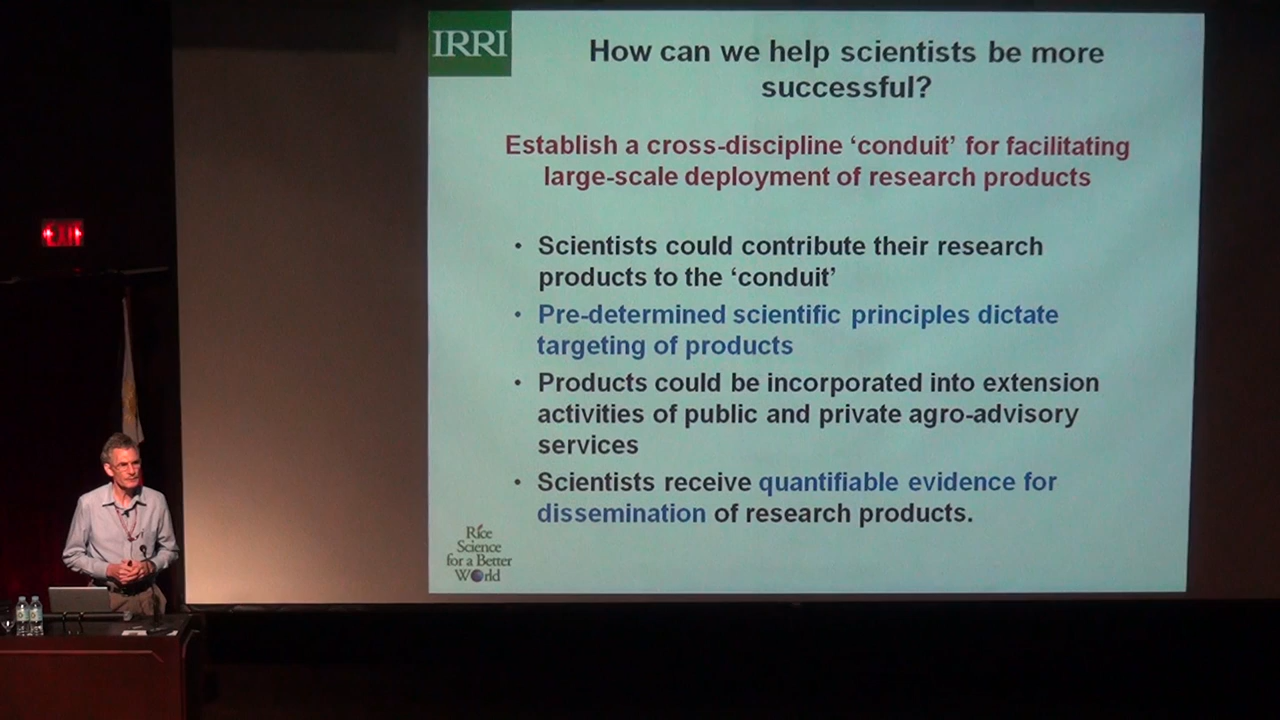 IRRI
How can we help scientists be more
successful?
Establish a cross-discipline ‘conduit’ for facilitating
large-scale deployment of research products
• Scientists could contribute their research
products to the ‘conduit’
• Pre-determined scientific principles dictate
targeting of products
• Products could be incorporated into extension
activities of public and private agro-advisory
services
• Scientists receive quantifiable evidence for
dissemination of research products.
Rice
Science
for a Better
World
EXIT